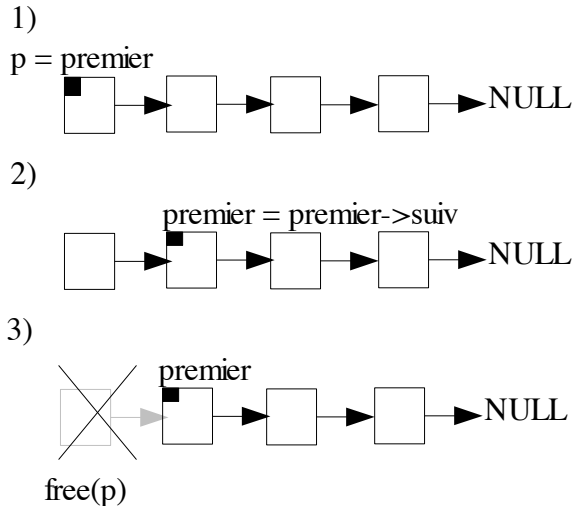 1)
p = premier
NULL
2)
premier = premier->suiv
NULL
3)
premier
NULL
free(p)